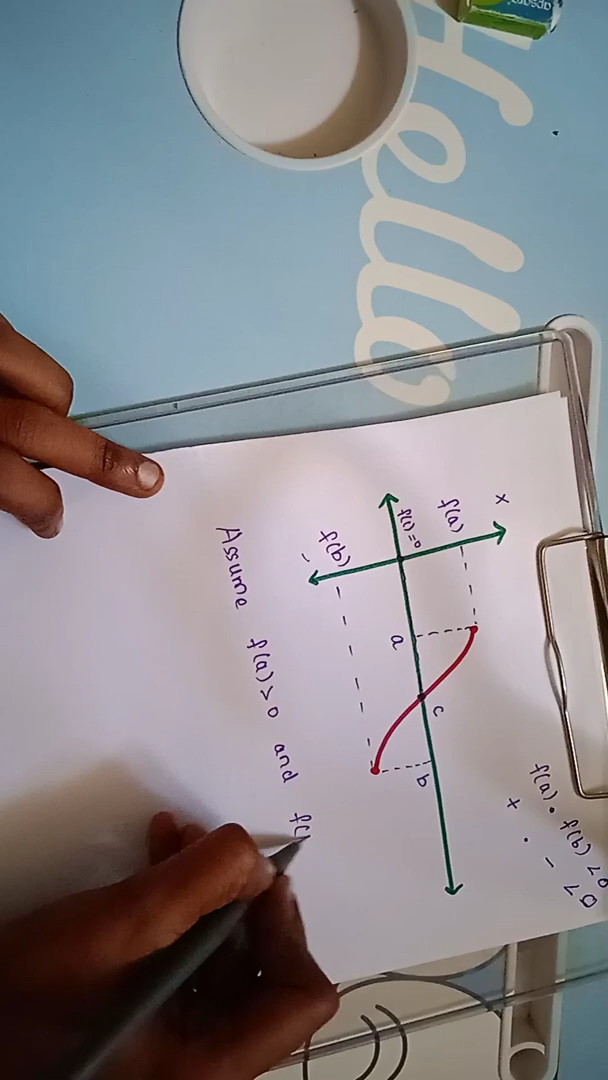 Hello
x
f(a)
f(c)=0
f(b)
a
c
b
f(a) • f(b) < 0
+ • - < 0
Assume f(a) > 0 and f(